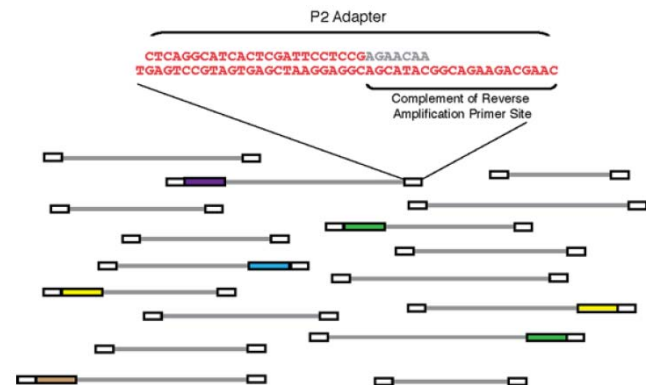 P2 Adapter
CTCAGGCATCACTCGATTCCTCCGAGAACAA
TGAGTCCGTAGTGAGCTAAGGAGGCAGCATACGGCAGAAGACGAAC
Complement of Reverse
Amplification Primer Site